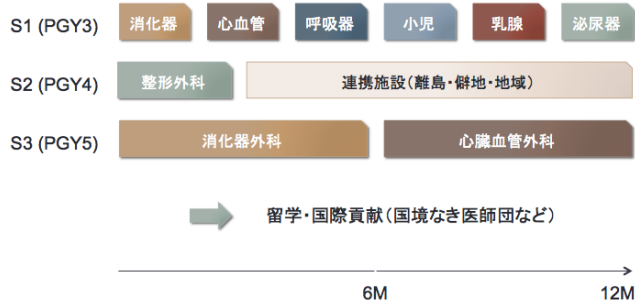 S1 (PGY3) 消化器 心血管 呼吸器 小児 乳腺 泌尿器
S2 (PGY4) 整形外科 連携施設(離島・僻地・地域)
S3 (PGY5) 消化器外科 心臓血管外科
留学・国際貢献(国境なき医師団など)
6M 12M